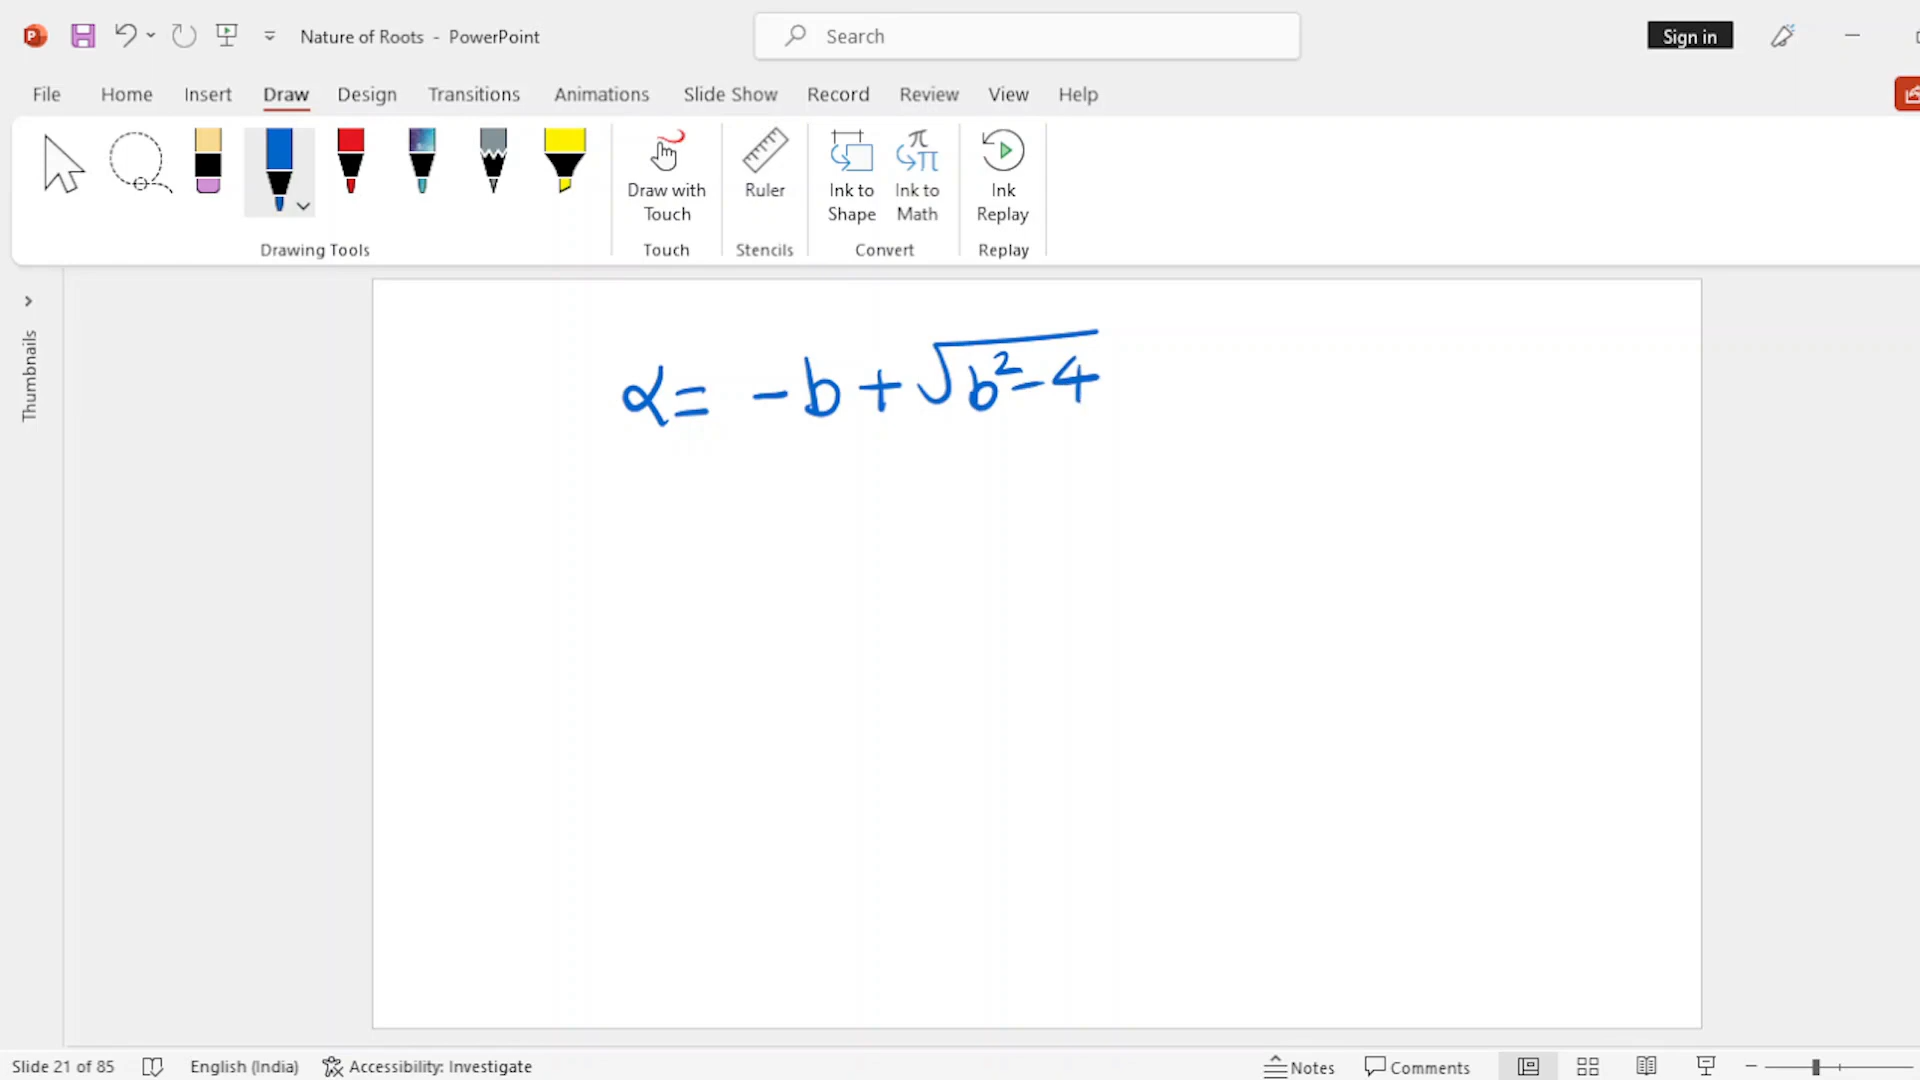 Nature of Roots - PowerPoint
Search
Sign in
File Home Insert Draw Design Transitions Animations Slide Show Record Review View Help
Draw with Touch
Ruler
Ink to Shape
Ink to Math
Ink Replay
Drawing Tools
Touch
Stencils
Convert
Replay
Thumbnails
α= -b+√b²-4
Slide 21 of 85
English (India)
Accessibility: Investigate
Notes
Comments